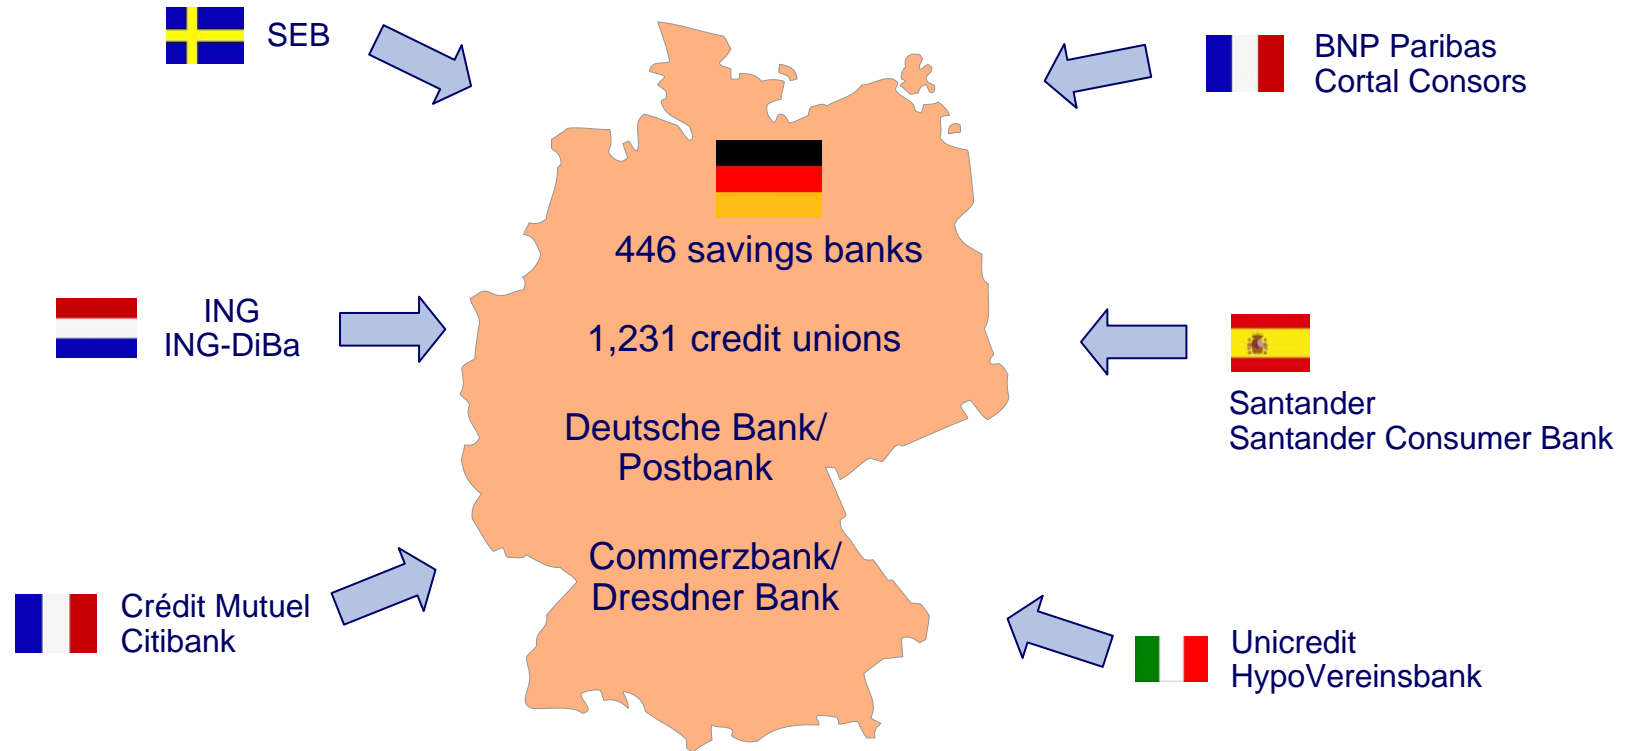 SEB
BNP Paribas
Cortal Consors
446 savings banks
ING
ING-DiBa
1,231 credit unions
Santander
Santander Consumer Bank
Deutsche Bank/
Postbank
Commerzbank/
Dresdner Bank
Crédit Mutuel
Citibank
Unicredit
HypoVereinsbank